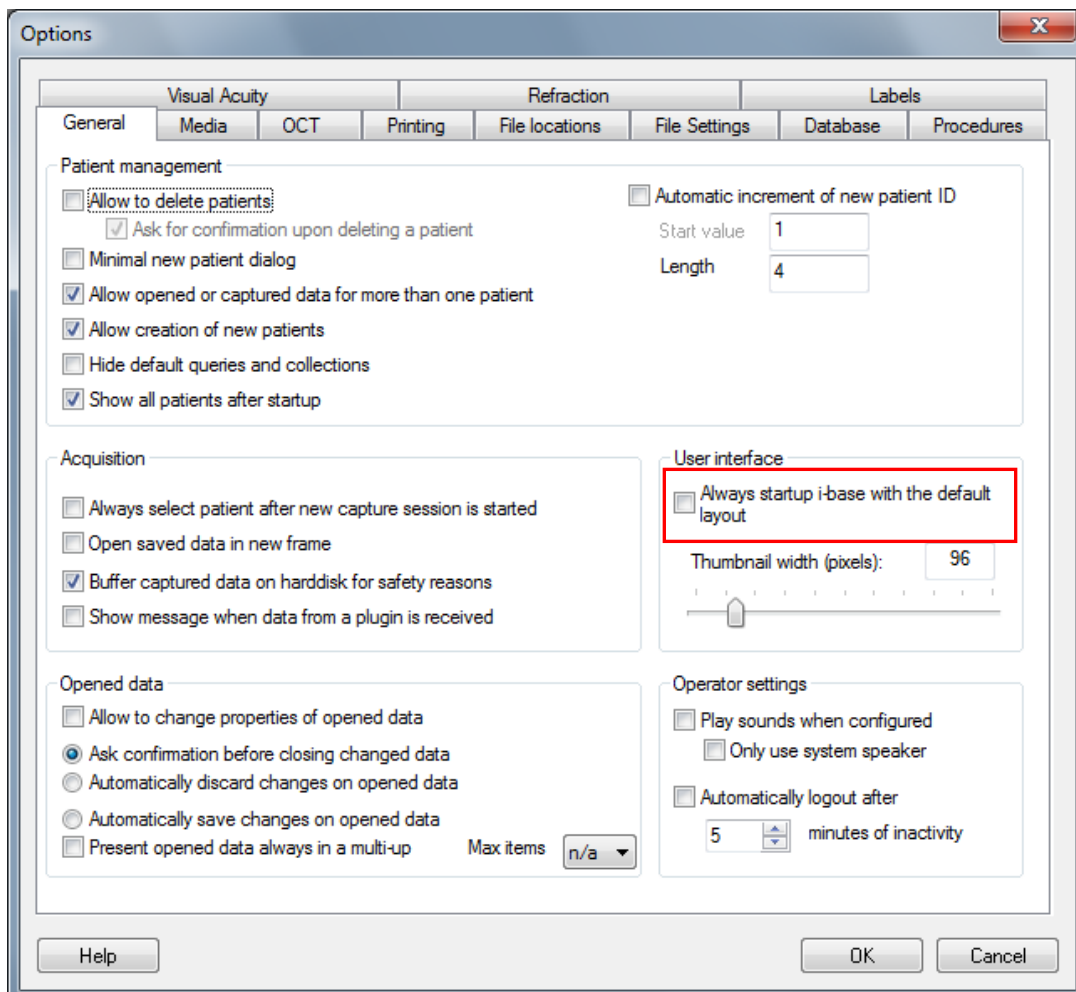 Options
Visual Acuity
Refraction
Labels
General
Media
OCT
Printing
File locations
File Settings
Database
Procedures
Patient management
Allow to delete patients
Ask for confirmation upon deleting a patient
Minimal new patient dialog
Allow opened or captured data for more than one patient
Allow creation of new patients
Hide default queries and collections
Show all patients after startup
Automatic increment of new patient ID
Start value 1
Length 4
Acquisition
Always select patient after new capture session is started
Open saved data in new frame
Buffer captured data on harddisk for safety reasons
Show message when data from a plugin is received
User interface
Always startup i-base with the default
layout
Thumbnail width (pixels): 96
Opened data
Allow to change properties of opened data
Ask confirmation before closing changed data
Automatically discard changes on opened data
Automatically save changes on opened data
Present opened data always in a multi-up Max items n/a
Operator settings
Play sounds when configured
Only use system speaker
Automatically logout after
5 minutes of inactivity
Help
OK
Cancel